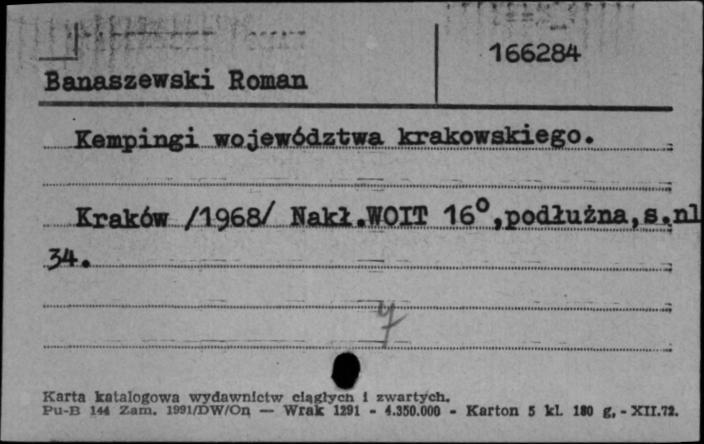 166284
Banaszewski Roman
Kempingi województwa krakowskiego.
Kraków /1968/ Nakł.WOIT 16°,podłużna,s.nl
34.
Karta katalogowa wydawnictw ciągłych i zwartych.
Pu-B 144 Zam. 1991/DW/On — Wrak 1291 - 4.350.000 - Karton 5 kl. 180 g. - XII.72.